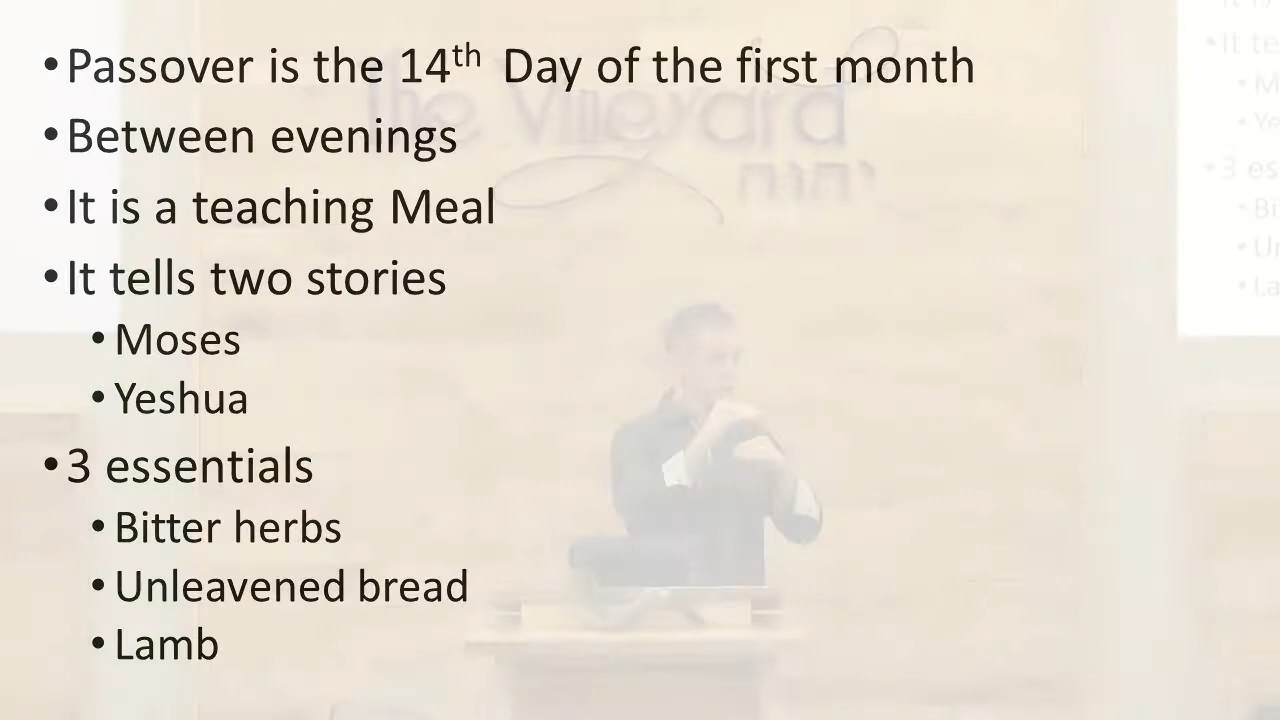 • Passover is the 14th Day of the first month
• Between evenings
• It is a teaching Meal
• It tells two stories
• Moses
• Yeshua
• 3 essentials
• Bitter herbs
• Unleavened bread
• Lamb
The Vineyard
יהוה